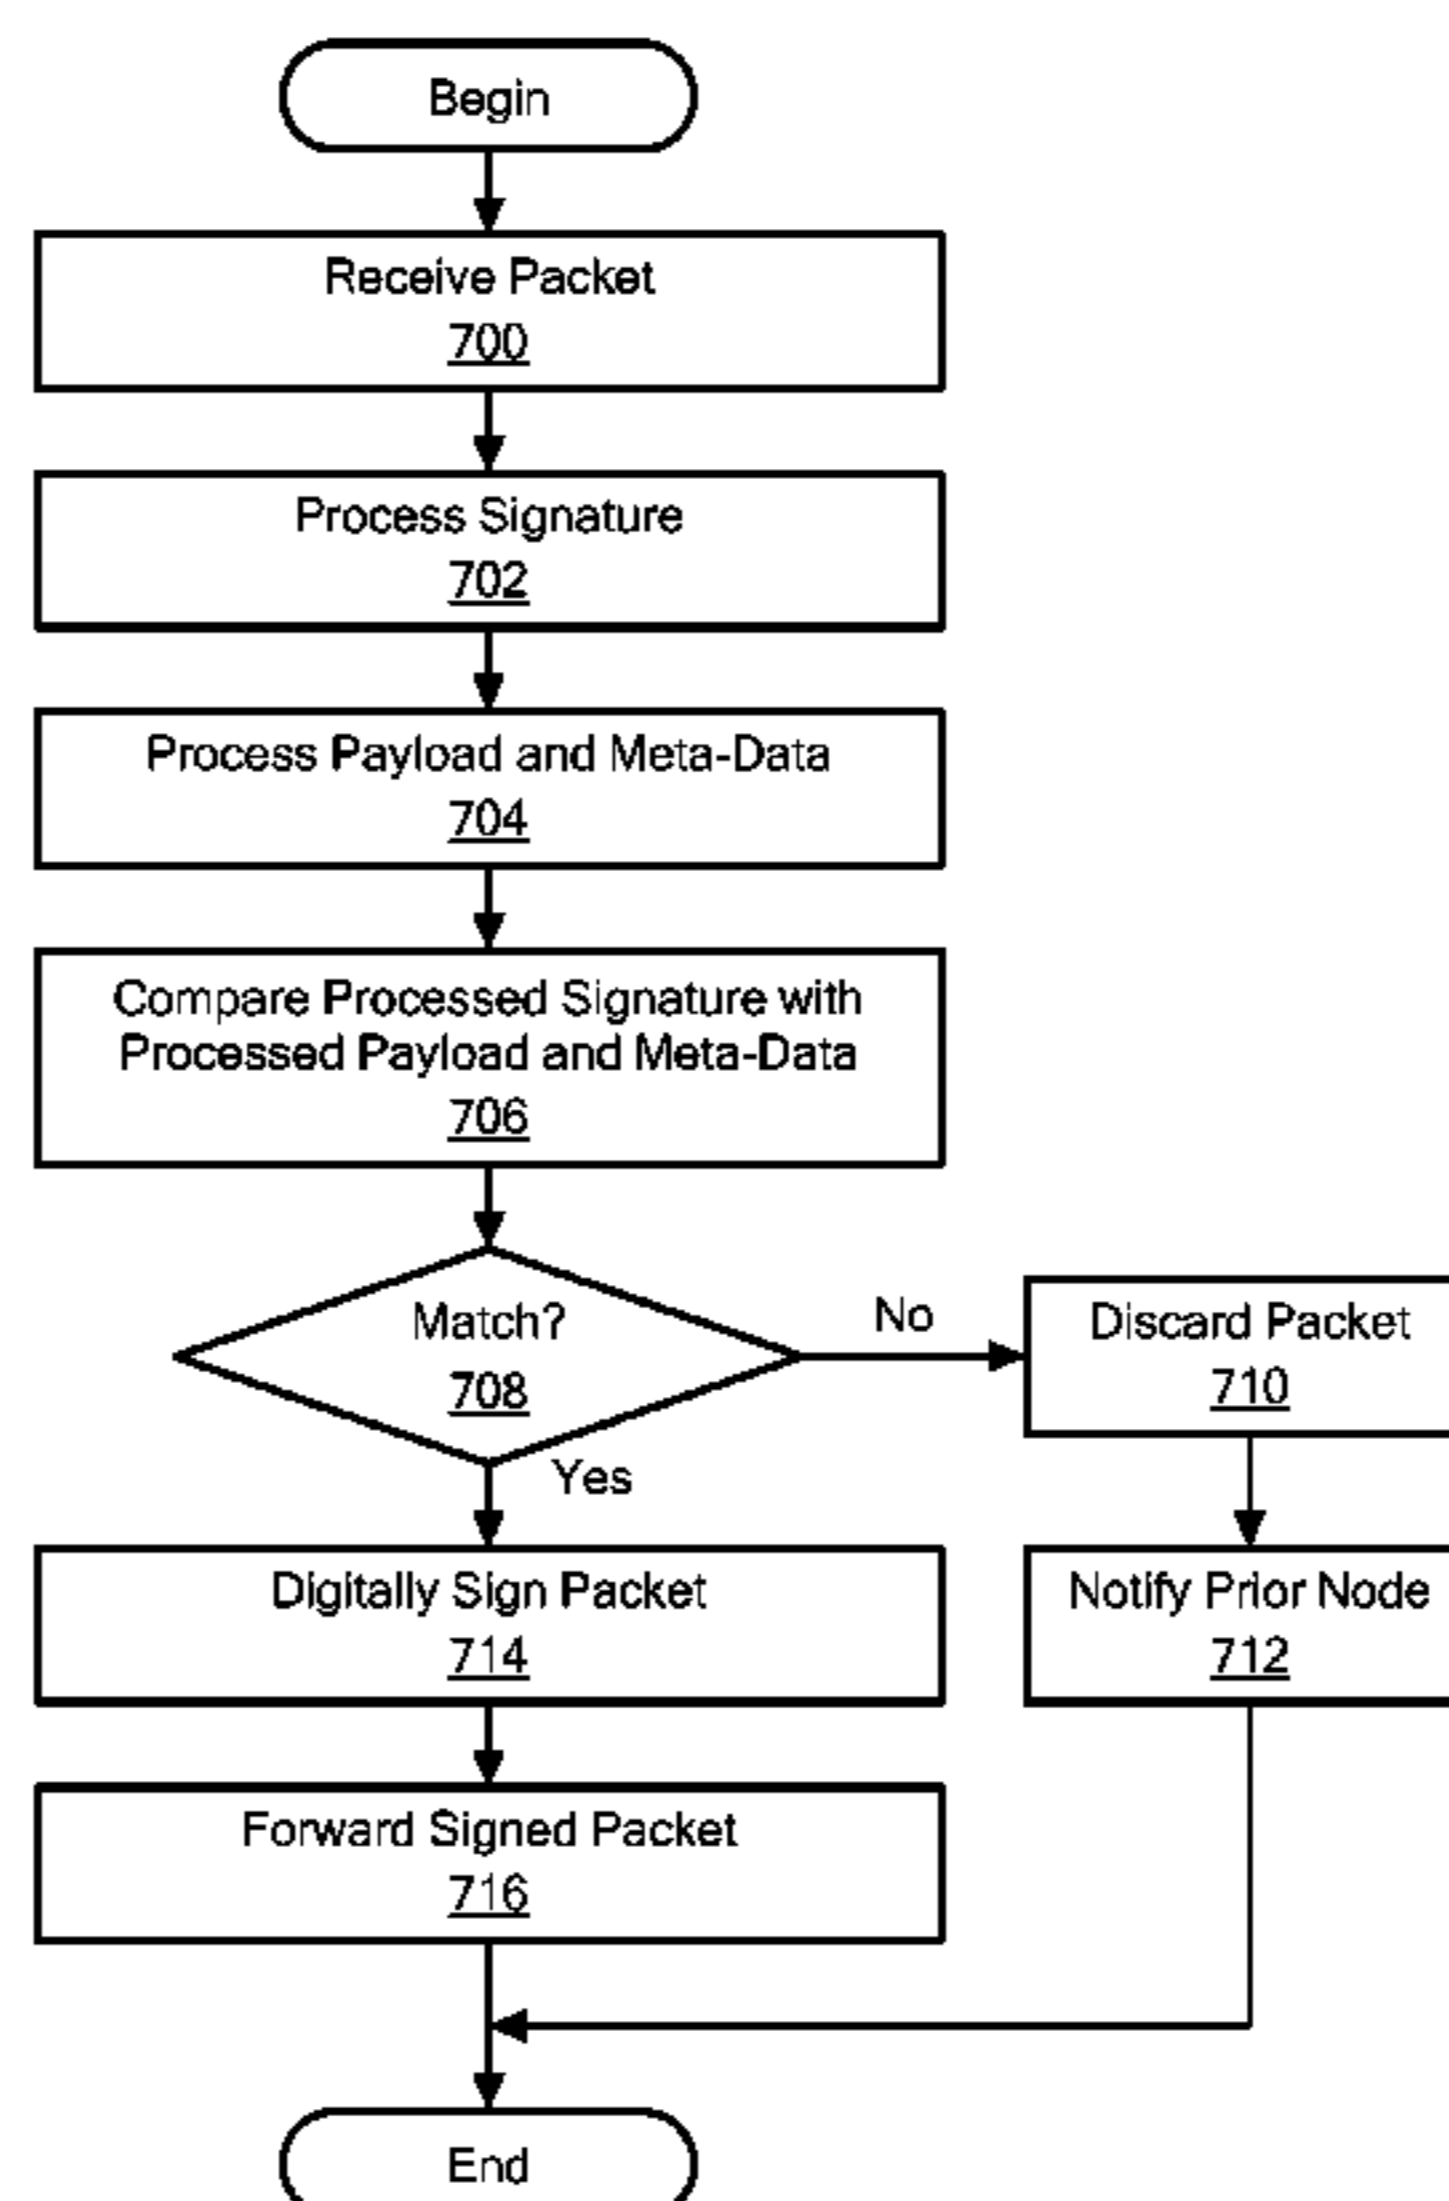 Begin
Receive Packet
700
Process Signature
702
Process Payload and Meta-Data
704
Compare Processed Signature with
Processed Payload and Meta-Data
706
Match?
708
No
Discard Packet
710
Yes
Digitally Sign Packet
714
Notify Prior Node
712
Forward Signed Packet
716
End